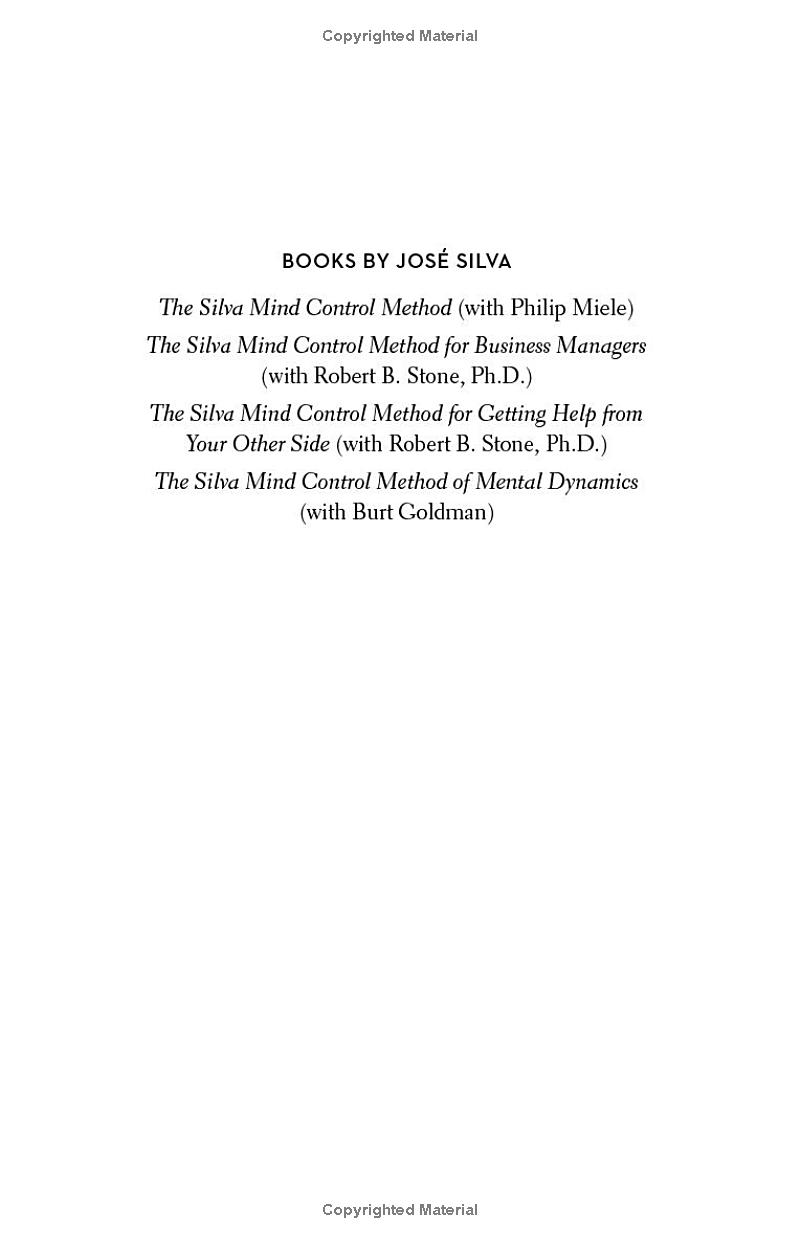 Copyrighted Material
BOOKS BY JOSÉ SILVA
The Silva Mind Control Method (with Philip Miele)
The Silva Mind Control Method for Business Managers
(with Robert B. Stone, Ph.D.)
The Silva Mind Control Method for Getting Help from
Your Other Side (with Robert B. Stone, Ph.D.)
The Silva Mind Control Method of Mental Dynamics
(with Burt Goldman)
Copyrighted Material